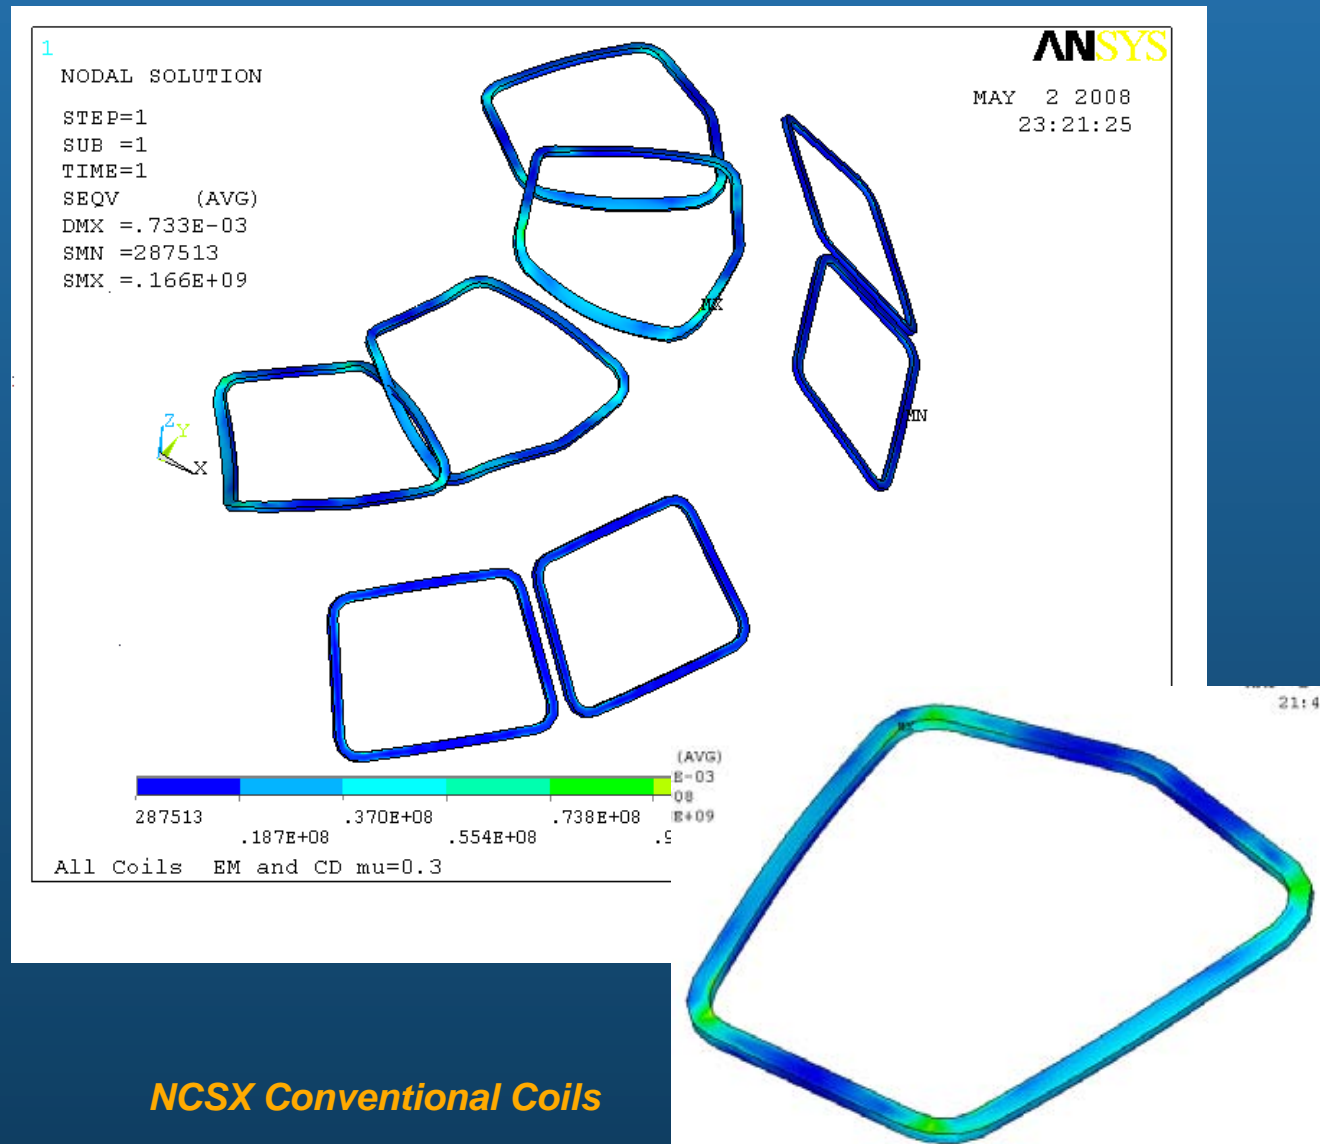 1
ANSYS
NODAL SOLUTION
MAY 2 2008
23:21:25
STEP=1
SUB =1
TIME=1
SEQV (AVG)
DMX =.733E-03
SMN =287513
SMX =.166E+09
MX
MN
Z
Y
X
21:4
(AVG)
E-03
08
E+09
287513
.187E+08
.370E+08
.554E+08
.738E+08
.9
All Coils EM and CD mu=0.3
NCSX Conventional Coils